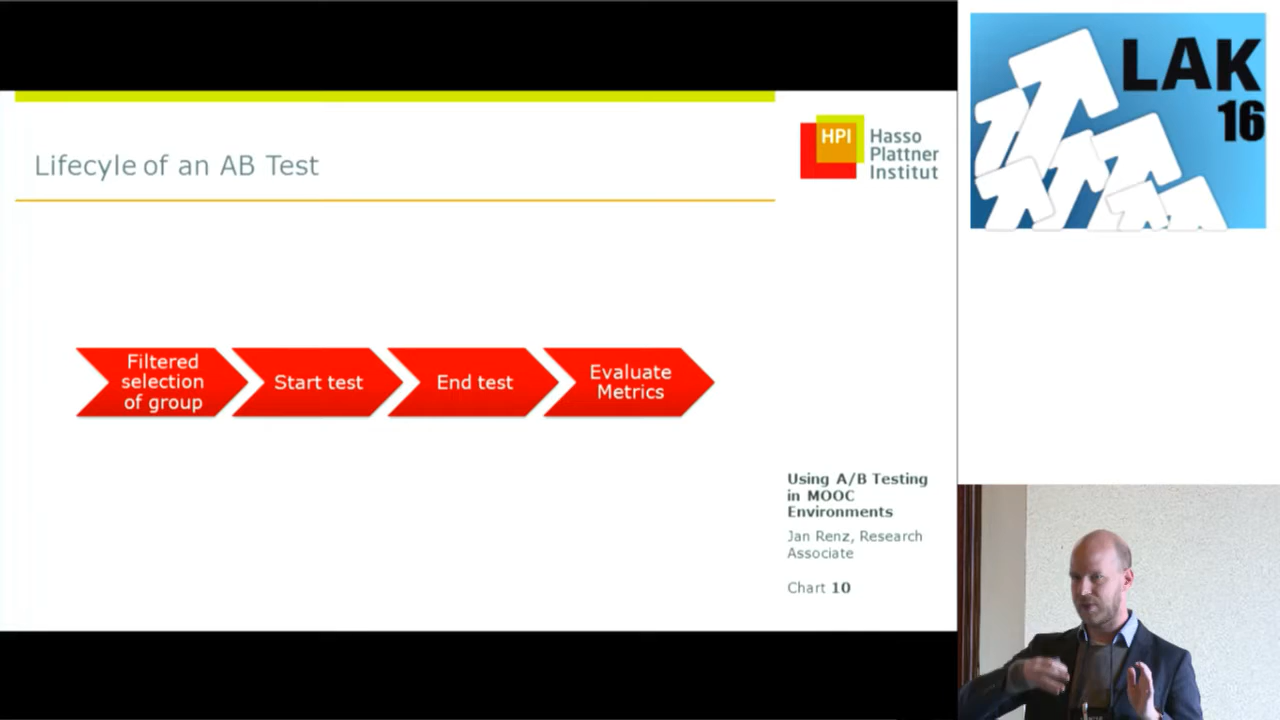 Lifecyle of an AB Test
HPI
Hasso
Plattner
Institut
LAK
16
Filtered
selection
of group
Start test
End test
Evaluate
Metrics
Using A/B Testing
in MOOC
Environments
Jan Renz, Research
Associate
Chart 10